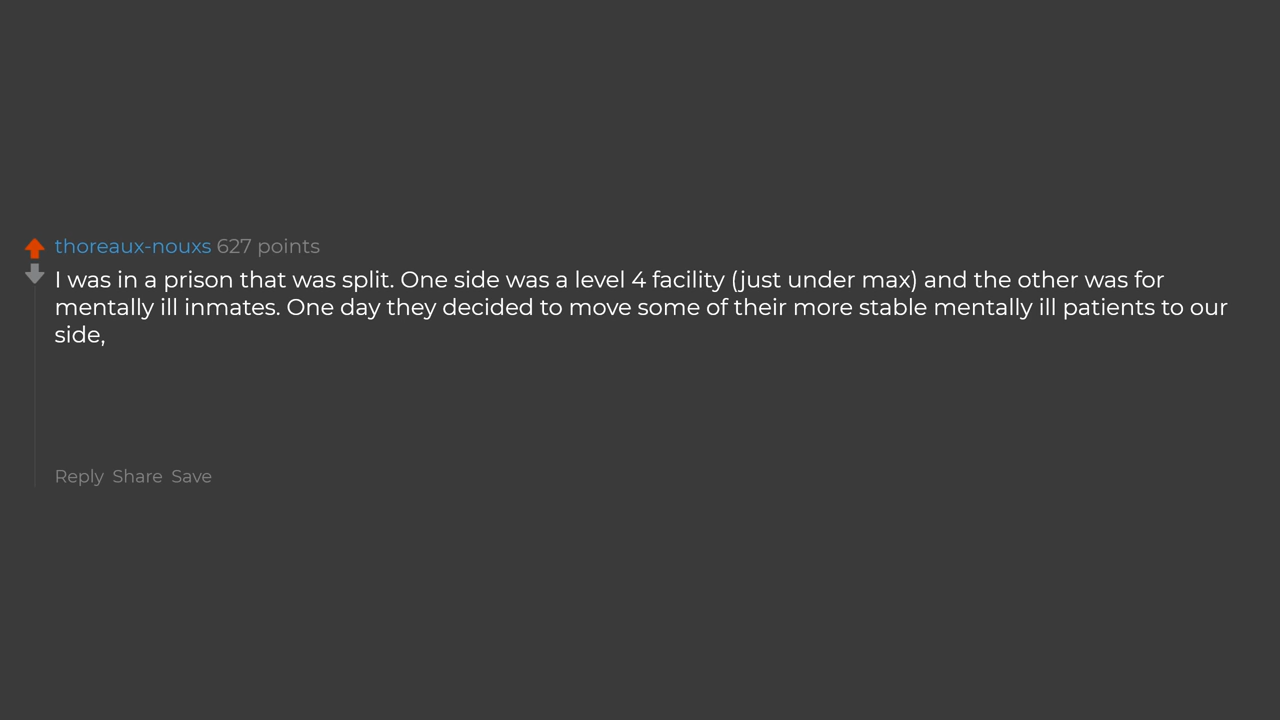 thoreaux-nouxs 627 points
I was in a prison that was split. One side was a level 4 facility (just under max) and the other was for
mentally ill inmates. One day they decided to move some of their more stable mentally ill patients to our
side,
Reply Share Save